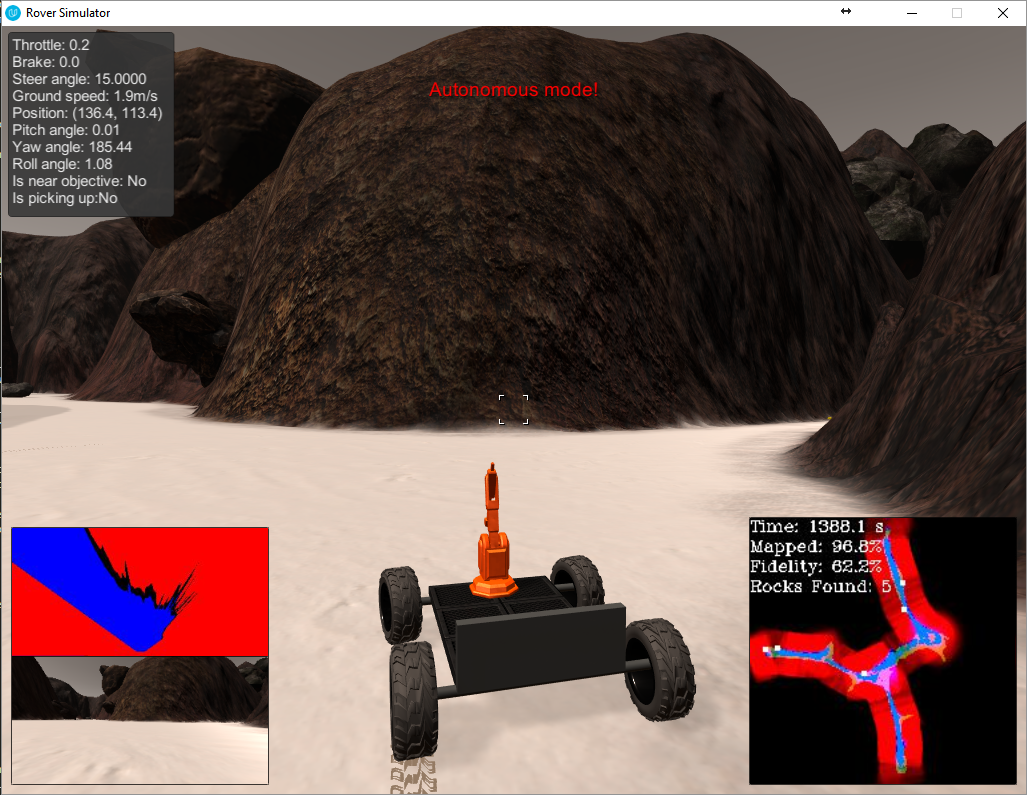 Rover Simulator
Throttle: 0.2
Brake: 0.0
Steer angle: 15.0000
Ground speed: 1.9m/s
Position: (136.4, 113.4)
Pitch angle: 0.01
Yaw angle: 185.44
Roll angle: 1.08
Is near objective: No
Is picking up:No
Autonomous mode!
Time: 1388.1 s
Mapped: 96.8%
Fidelity: 62.2%
Rocks Found: 5